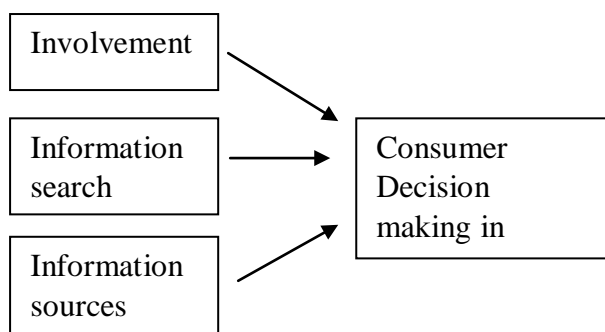 Involvement
Information
search
Information
sources
Consumer
Decision
making in